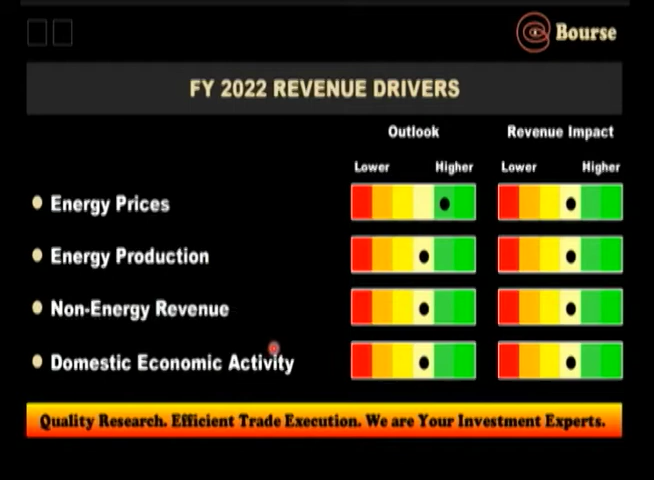 Bourse
FY 2022 REVENUE DRIVERS
Outlook Revenue Impact
Lower Higher Lower Higher
Energy Prices
Energy Production
Non-Energy Revenue
Domestic Economic Activity
Quality Research. Efficient Trade Execution. We are Your Investment Experts.